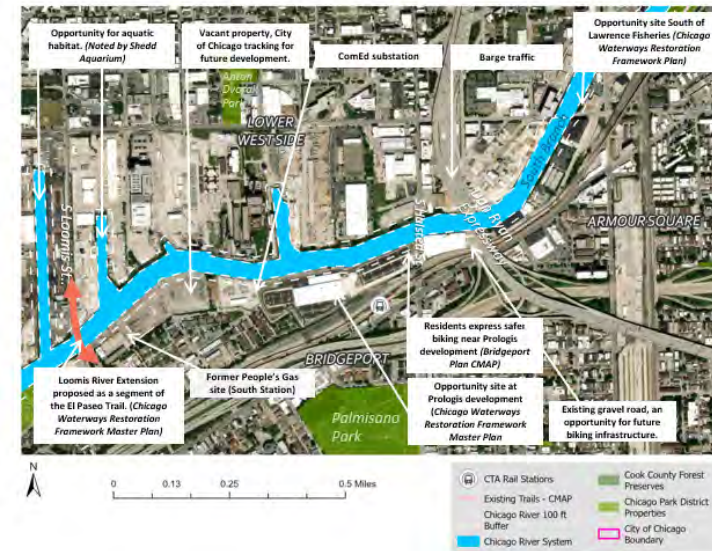 Opportunity for aquatic
habitat. (Noted by Shedd
Aquarium)
Vacant property, City
of Chicago tracking for
future development.
ComEd substation
Barge traffic
Opportunity site South of
Lawrence Fisheries (Chicago
Waterways Restoration
Framework Plan)
Anton
Dvorak
Park
LOWER
WEST SIDE
South Branch
S Loomis St...
S Halsted St
Dan Ryan
Expressway
ARMOUR SQUARE
BRIDGEPORT
Palmisano
Park
Residents express safer
biking near Prologis
development (Bridgeport
Plan CMAP)
Loomis River Extension
proposed as a segment of
the El Paseo Trail. (Chicago
Waterways Restoration
Framework Master Plan)
Former People's Gas
site (South Station)
Opportunity site at
Prologis development
(Chicago Waterways
Restoration Framework
Master Plan
Existing gravel road, an
opportunity for future
biking infrastructure.
N
0 0.13 0.25 0.5 Miles
CTA Rail Stations
Existing Trails - CMAP
Chicago River 100 ft
Buffer
Chicago River System
Cook County Forest
Preserves
Chicago Park District
Properties
City of Chicago
Boundary